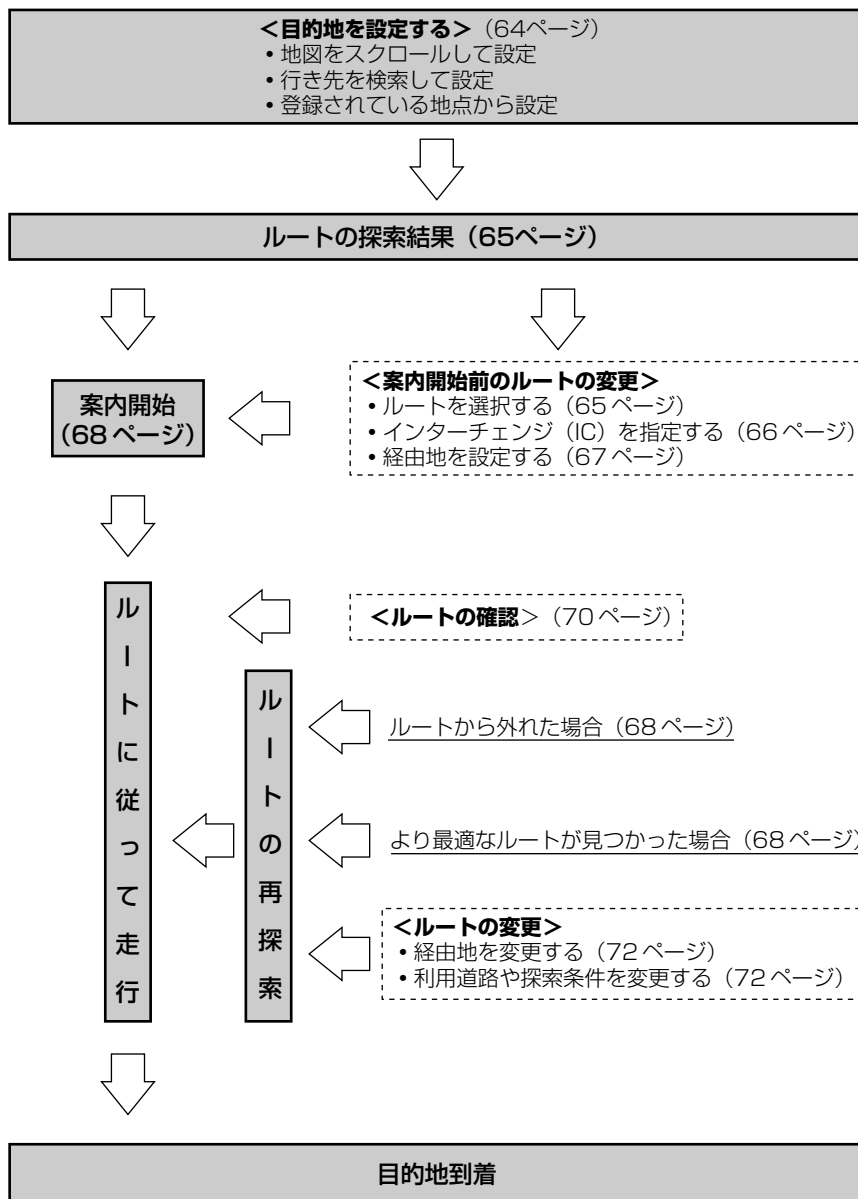 ＜目的地を設定する＞（64ページ）
• 地図をスクロールして設定
• 行き先を検索して設定
• 登録されている地点から設定
ルートの探索結果（65ページ）
案内開始
（68ページ）
＜案内開始前のルートの変更＞
• ルートを選択する（65ページ）
• インターチェンジ（IC）を指定する（66ページ）
• 経由地を設定する（67ページ）
ルートに従って走行
＜ルートの確認＞（70ページ）
ルートの再探索
ルートから外れた場合（68ページ）
より最適なルートが見つかった場合（68ページ）
＜ルートの変更＞
• 経由地を変更する（72ページ）
• 利用道路や探索条件を変更する（72ページ）
目的地到着